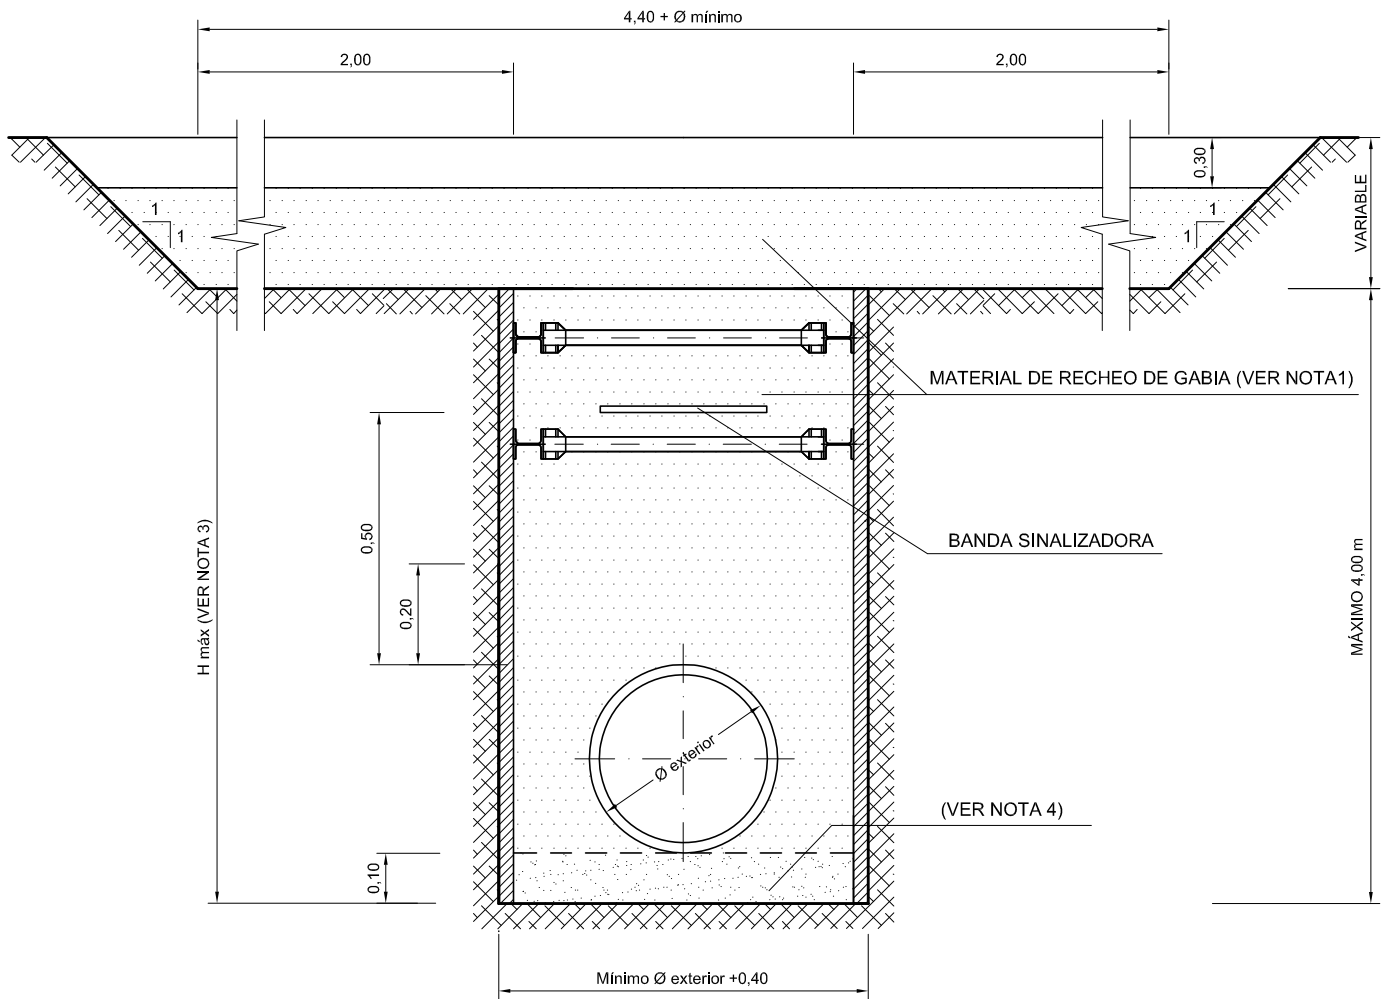 4,40 + Ø mínimo
2,00
2,00
0,30
VARIABLE
1
1
1
1
MATERIAL DE RECHEO DE GABIA (VER NOTA1)
BANDA SINALIZADORA
H máx (VER NOTA 3)
0,50
0,20
MÁXIMO 4,00 m
Ø exterior
(VER NOTA 4)
0,10
Mínimo Ø exterior +0,40